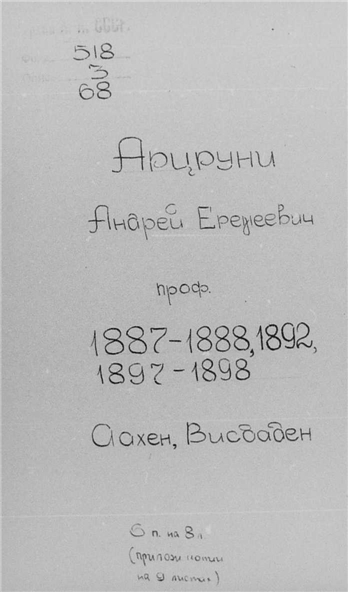 518
3
68
Арцруни
Андрей Еремеевич
проф.
1887-1888, 1892,
1897-1898
Аахен, Висбаден
6 п. на 8 л.
на 9 листах)